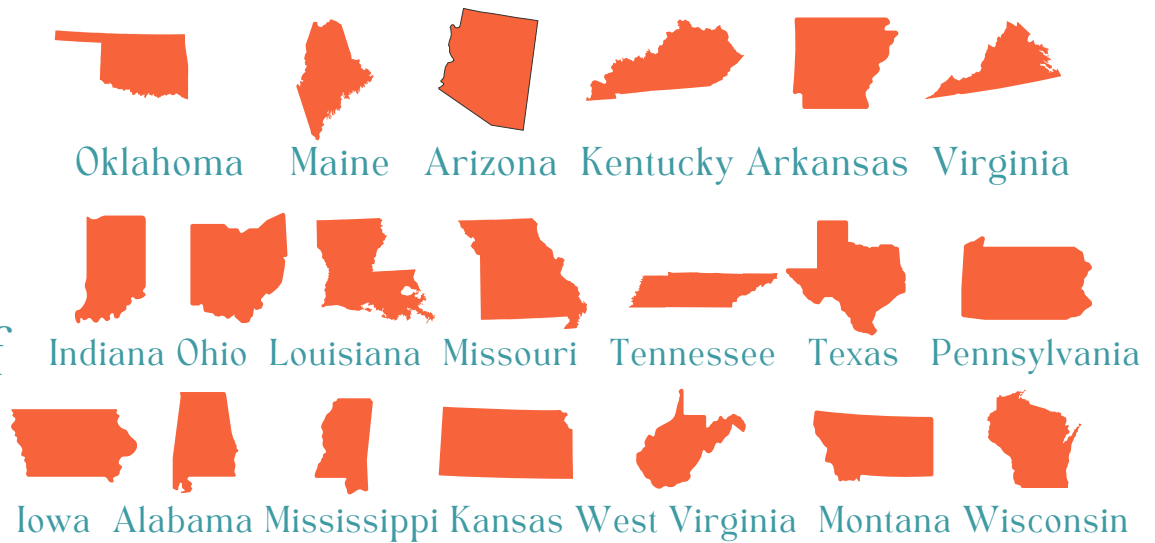 Oklahoma Maine Arizona Kentucky Arkansas Virginia
f Indiana Ohio Louisiana Missouri Tennessee Texas Pennsylvania
Iowa Alabama Mississippi Kansas West Virginia Montana Wisconsin